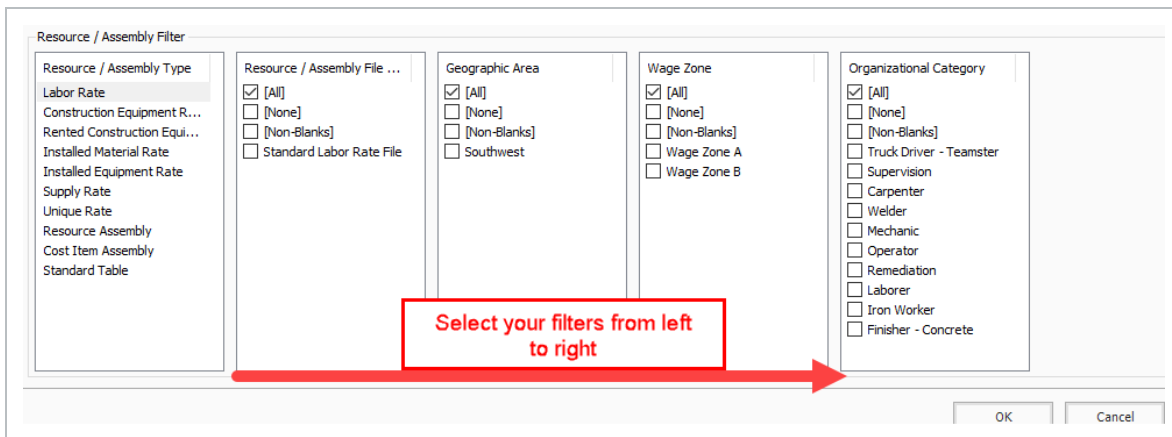 Resource / Assembly Filter
Resource / Assembly Type
Labor Rate
Construction Equipment R...
Rented Construction Equi...
Installed Material Rate
Installed Equipment Rate
Supply Rate
Unique Rate
Resource Assembly
Cost Item Assembly
Standard Table
Resource / Assembly File ...
[All]
[None]
[Non-Blanks]
Standard Labor Rate File
Geographic Area
[All]
[None]
[Non-Blanks]
Southwest
Wage Zone
[All]
[None]
[Non-Blanks]
Wage Zone A
Wage Zone B
Organizational Category
[All]
[None]
[Non-Blanks]
Truck Driver - Teamster
Supervision
Carpenter
Welder
Mechanic
Operator
Remediation
Laborer
Iron Worker
Finisher - Concrete
Select your filters from left
to right
OK
Cancel